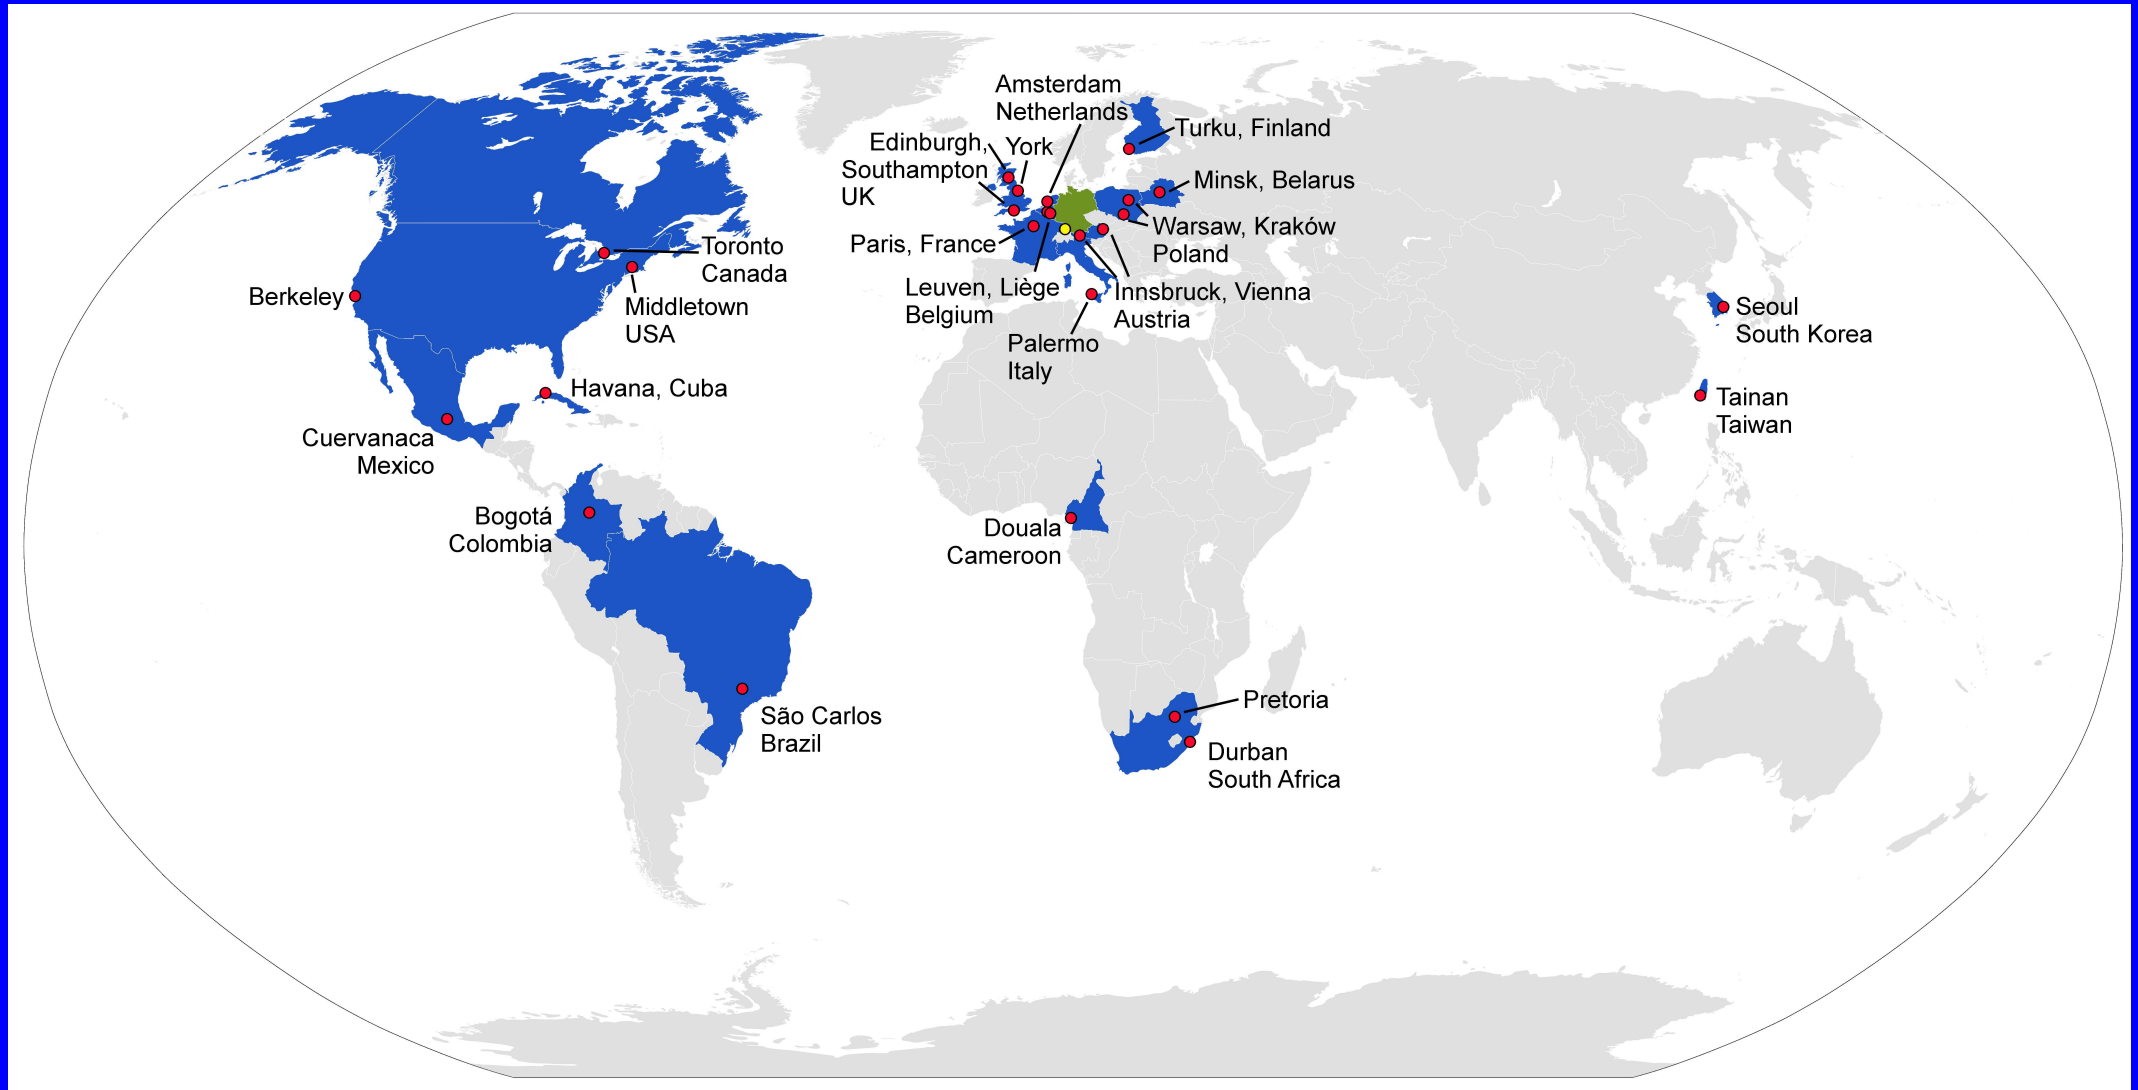 Amsterdam
Netherlands
Edinburgh,
Southampton
UK
York
Turku, Finland
Minsk, Belarus
Warsaw, Kraków
Poland
Paris, France
Leuven, Liège
Belgium
Innsbruck, Vienna
Austria
Palermo
Italy
Toronto
Canada
Berkeley
Middletown
USA
Havana, Cuba
Cuervanaca
Mexico
Bogotá
Colombia
São Carlos
Brazil
Douala
Cameroon
Pretoria
Durban
South Africa
Seoul
South Korea
Tainan
Taiwan